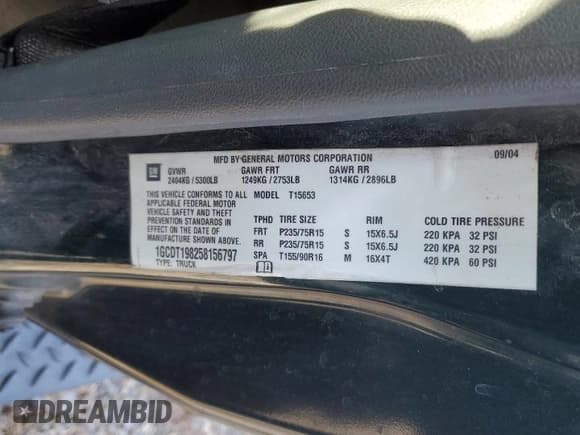 MFD BY GENERAL MOTORS CORPORATION 09/04
GM GVWR GAWR FRT GAWR RR
2404KG / 5300LB 1249KG / 2753LB 1314KG / 2896LB
THIS VEHICLE CONFORMS TO ALL MODEL T15653
APPLICABLE FEDERAL MOTOR
VEHICLE SAFETY AND THEFT TPHD TIRE SIZE RIM COLD TIRE PRESSURE
PREVENTION STANDARDS IN FRT P235/75R15 S 15X6.5J 220 KPA 32 PSI
EFFECT ON THE DATE OF RR P235/75R15 S 15X6.5J 220 KPA 32 PSI
MANUFACTURE SHOWN ABOVE. SPA T155/90R16 M 16X4T 420 KPA 60 PSI
1GCDT198258156797
TYPE: TRUCK
DREAMBID